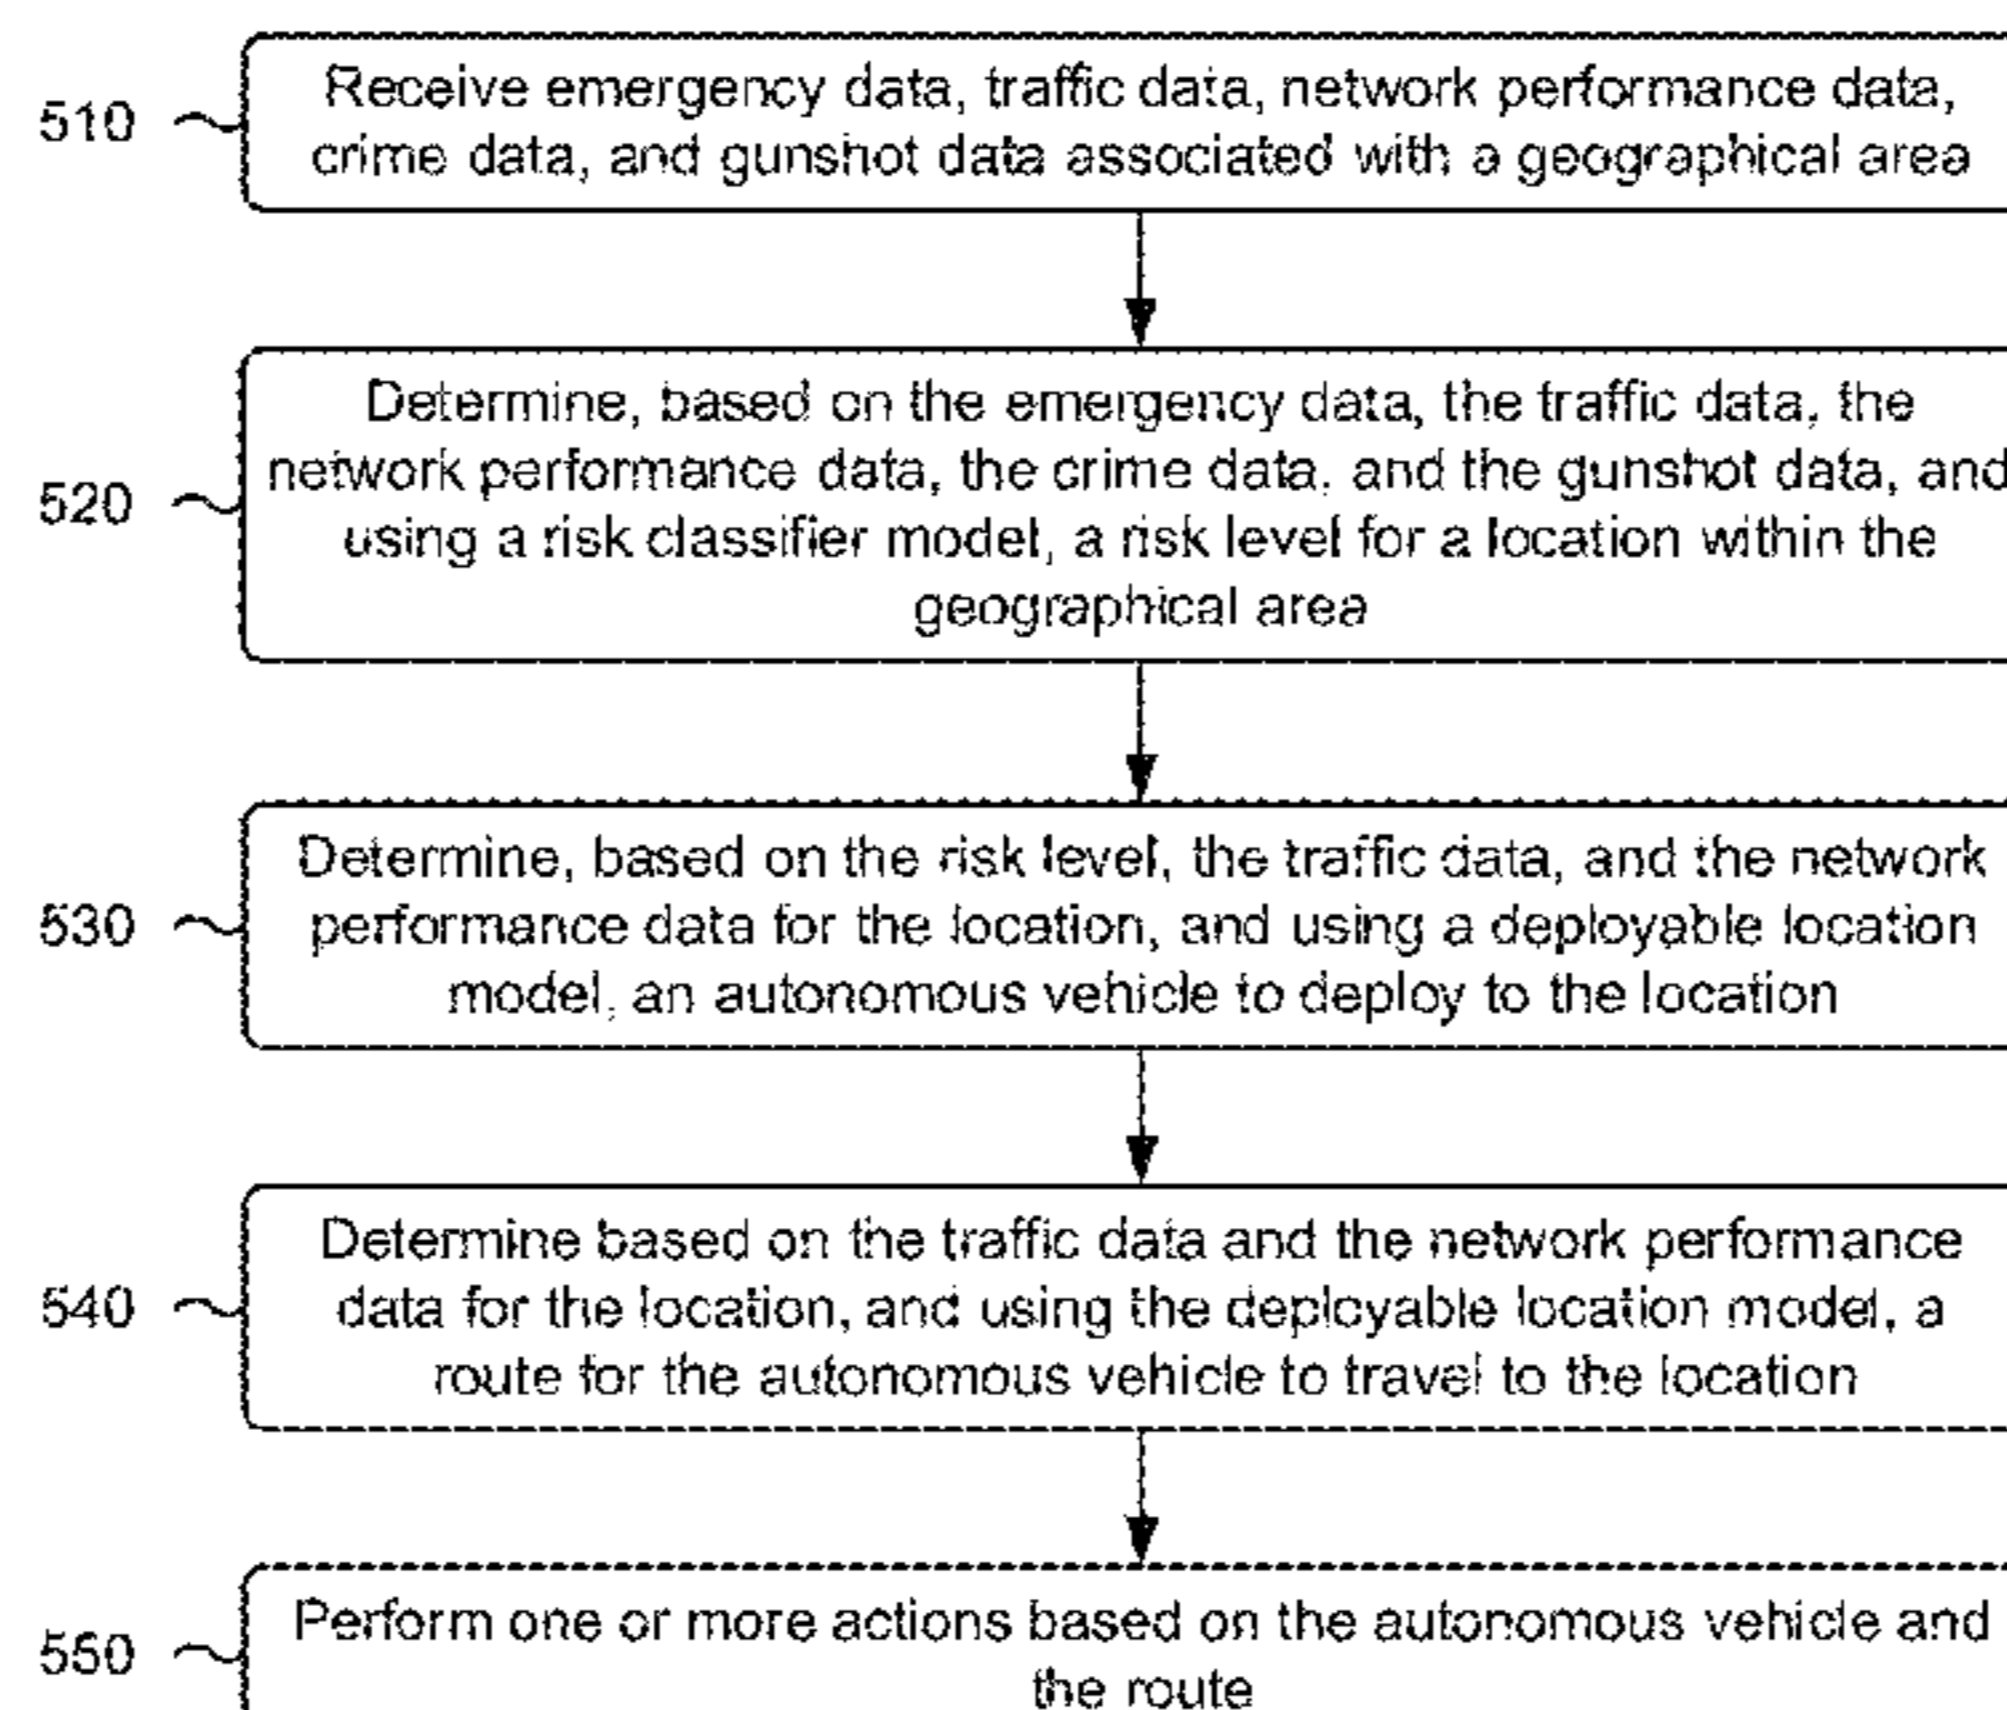 510
Receive emergency data, traffic data, network performance data,
crime data, and gunshot data associated with a geographical area
520
Determine, based on the emergency data, the traffic data, the
network performance data, the crime data, and the gunshot data, and
using a risk classifier model, a risk level for a location within the
geographical area
530
Determine, based on the risk level, the traffic data, and the network
performance data for the location, and using a deployable location
model, an autonomous vehicle to deploy to the location
540
Determine based on the traffic data and the network performance
data for the location, and using the deployable location model, a
route for the autonomous vehicle to travel to the location
550
Perform one or more actions based on the autonomous vehicle and
the route